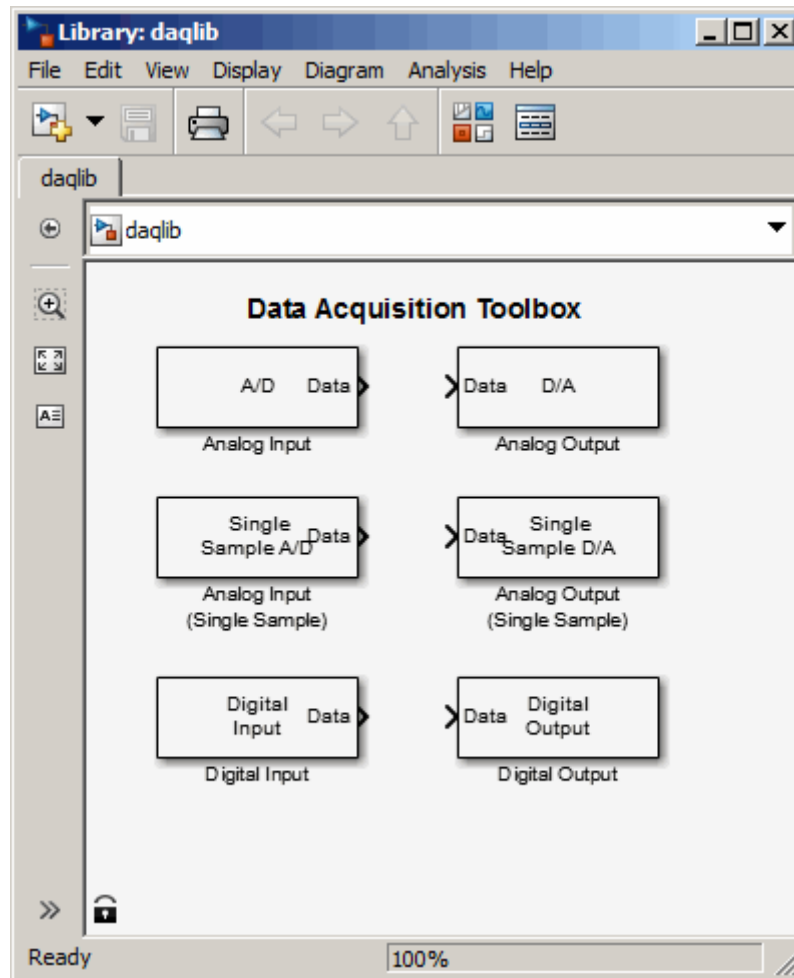 Library: daqlib
File Edit View Display Diagram Analysis Help
daqlib
daqlib
Data Acquisition Toolbox
A/D Data
Data D/A
Analog Input
Analog Output
Single
Sample A/D
Data
Data
Single
Sample D/A
Analog Input
(Single Sample)
Analog Output
(Single Sample)
Digital
Input
Data
Data
Digital
Output
Digital Input
Digital Output
Ready
100%